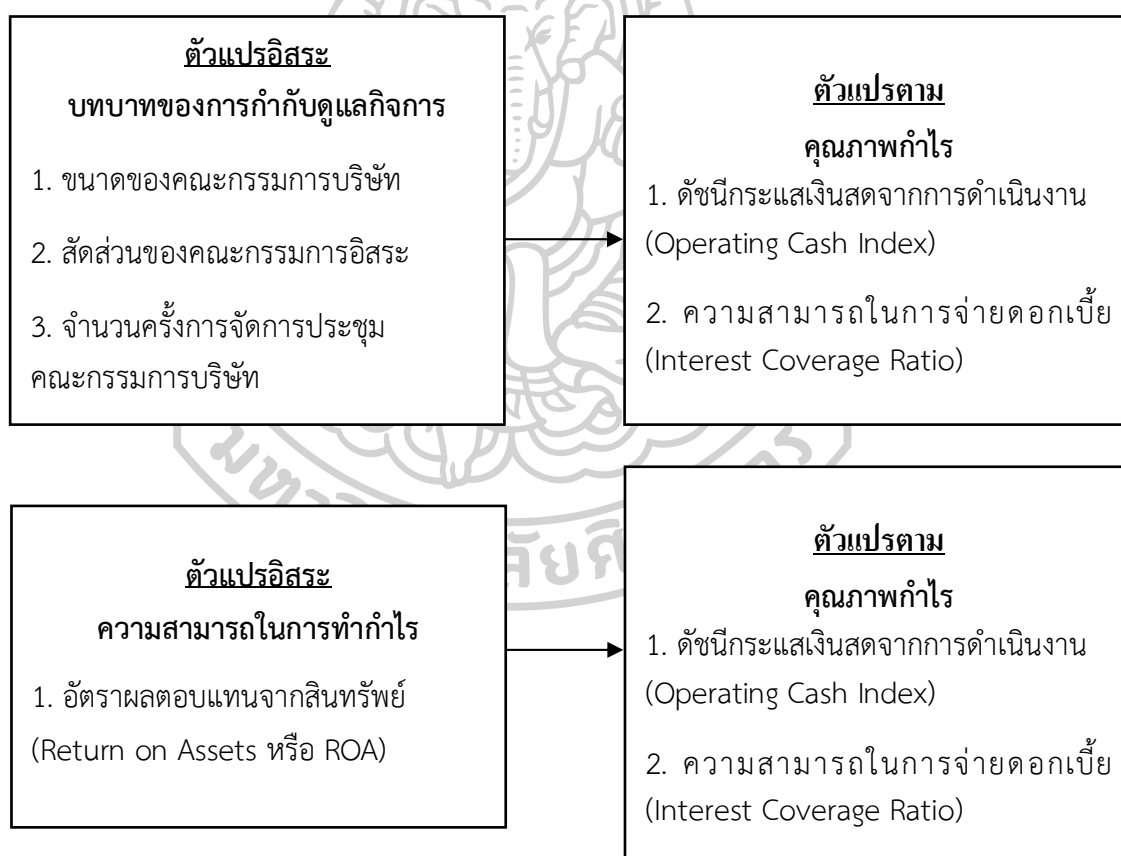 ตัวแปรอิสระ
บทบาทของการกำกับดูแลกิจการ
1. ขนาดของคณะกรรมการบริษัท
2. สัดส่วนของคณะกรรมการอิสระ
3. จำนวนครั้งการจัดการประชุม
คณะกรรมการบริษัท
ตัวแปรตาม
คุณภาพกำไร
1. ดัชนีกระแสเงินสดจากการดำเนินงาน
(Operating Cash Index)
2. ความสามารถในการจ่ายดอกเบี้ย
(Interest Coverage Ratio)
ตัวแปรอิสระ
ความสามารถในการทำกำไร
1. อัตราผลตอบแทนจากสินทรัพย์
(Return on Assets หรือ ROA)
ตัวแปรตาม
คุณภาพกำไร
1. ดัชนีกระแสเงินสดจากการดำเนินงาน
(Operating Cash Index)
2. ความสามารถในการจ่ายดอกเบี้ย
(Interest Coverage Ratio)